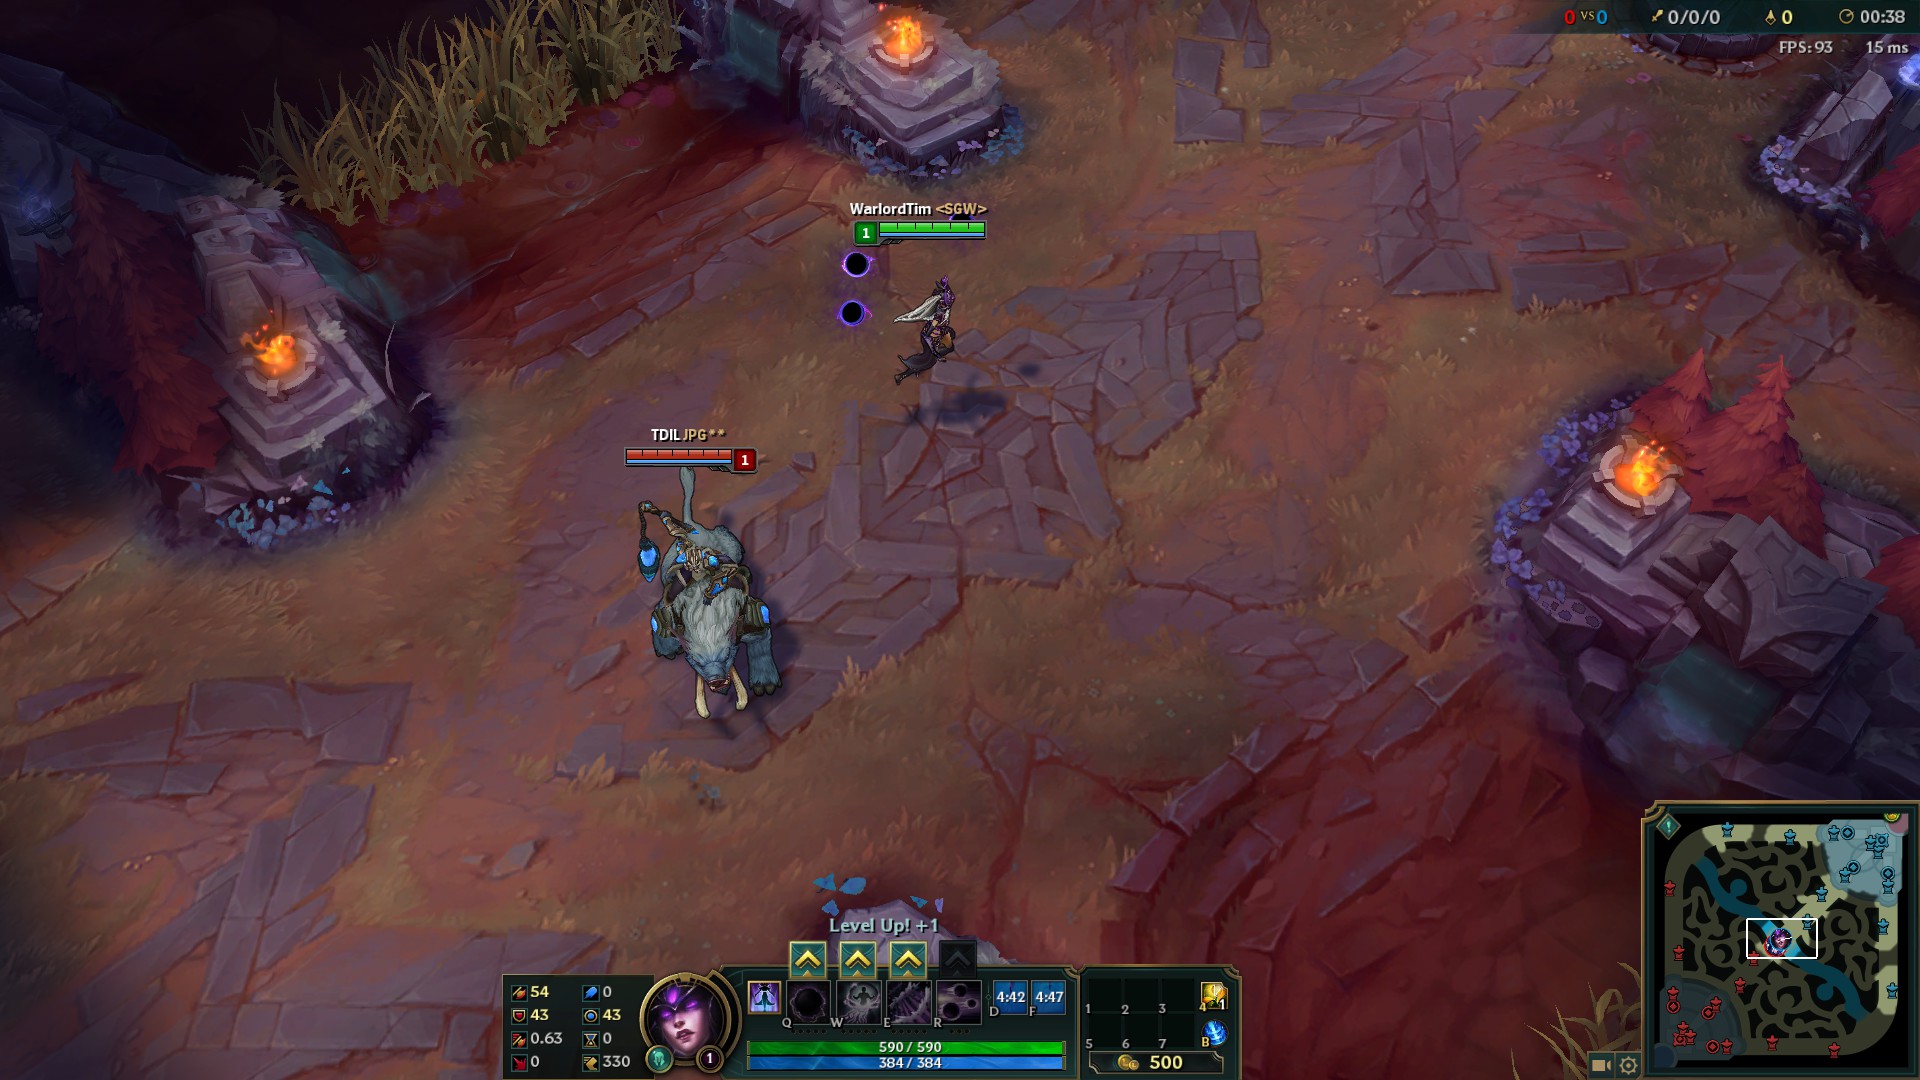 0 VS 0 0/0/0 0 00:38
FPS: 93 15 ms
WarlordTim <SGW>
1
TDIL JPG**
1
Level Up! +1
54 0
43 43
0.63 0
0 330
1
Q W E R
4:42 4:47
D F
590 / 590
384 / 384
1 2 3 4 1
5 6 7 B
500